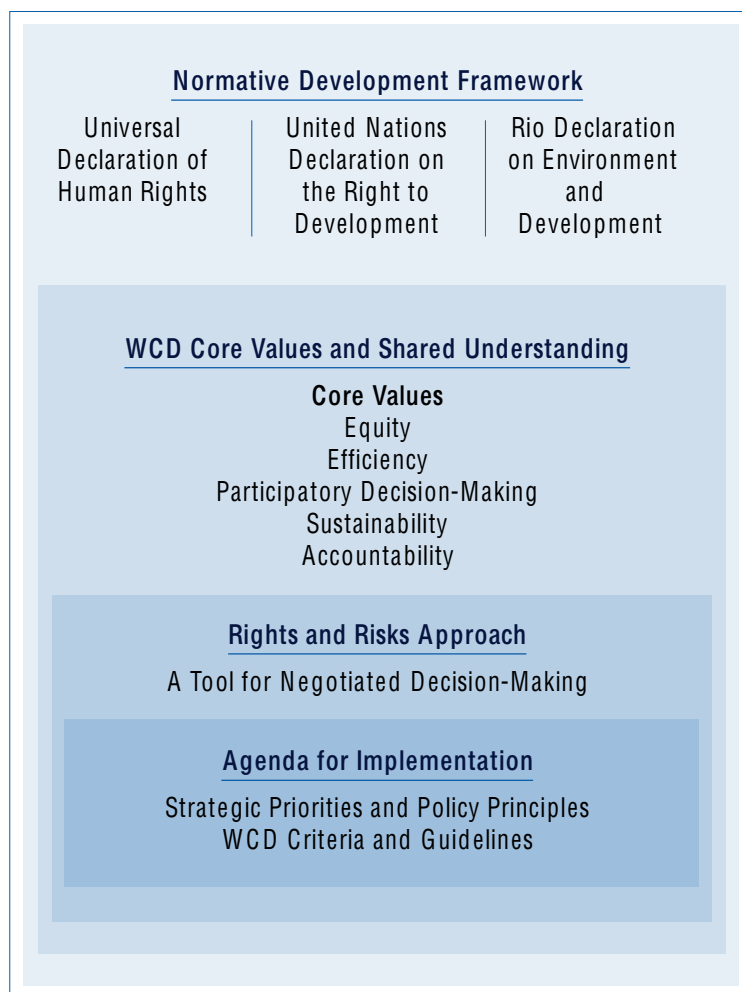 Normative Development Framework
Universal
Declaration of
Human Rights
United Nations
Declaration on
the Right to
Development
Rio Declaration
on Environment
and
Development
WCD Core Values and Shared Understanding
Core Values
Equity
Efficiency
Participatory Decision-Making
Sustainability
Accountability
Rights and Risks Approach
A Tool for Negotiated Decision-Making
Agenda for Implementation
Strategic Priorities and Policy Principles
WCD Criteria and Guidelines